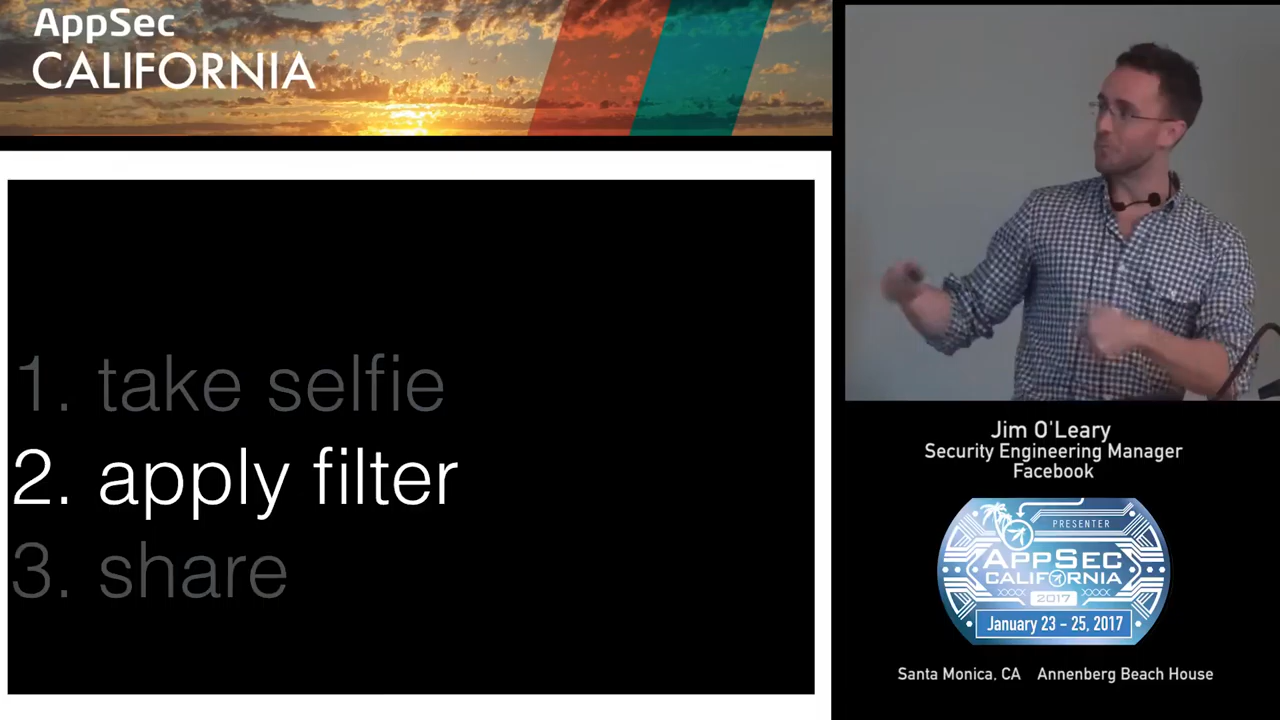 AppSec
CALIFORNIA
1. take selfie
2. apply filter
3. share
Jim O'Leary
Security Engineering Manager
Facebook
PRESENTER
APPSEC
CALIFORNIA
2017
January 23 - 25, 2017
Santa Monica, CA Annenberg Beach House